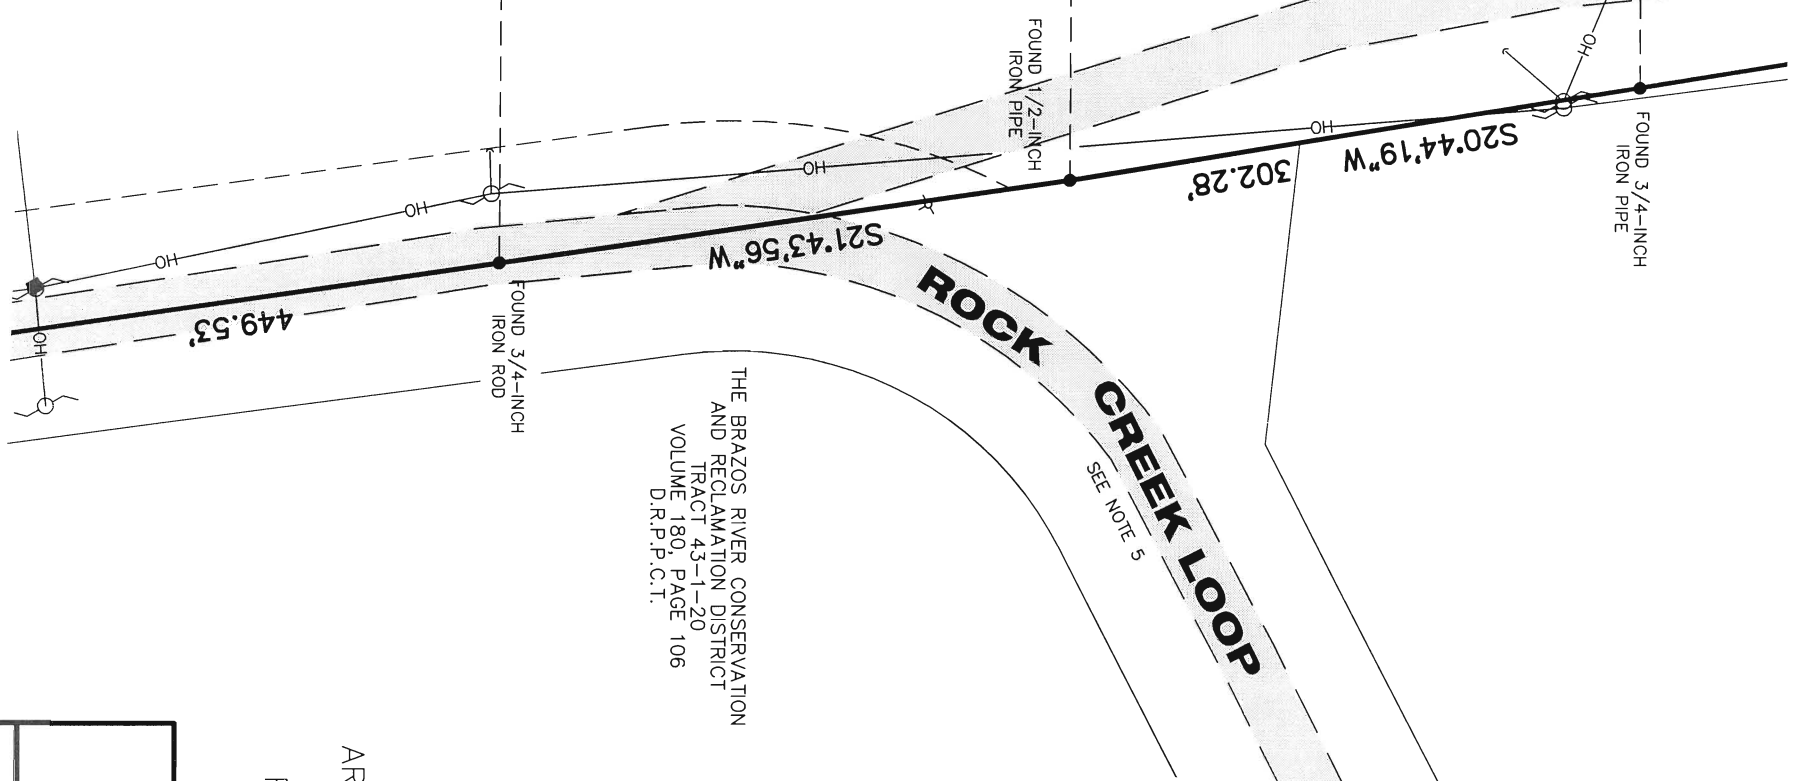 FOUND 1/2-INCH
IRON PIPE
FOUND 3/4-INCH
IRON PIPE
OH
OH
S20°44'19"W
302.28'
OH
OH
OH
OH
S21°43'56"W
449.53'
FOUND 3/4-INCH
IRON ROD
ROCK CREEK LOOP
SEE NOTE 5
THE BRAZOS RIVER CONSERVATION
AND RECLAMATION DISTRICT
TRACT 43-1-20
VOLUME 180, PAGE 106
D.R.P.P.C.T.
AR